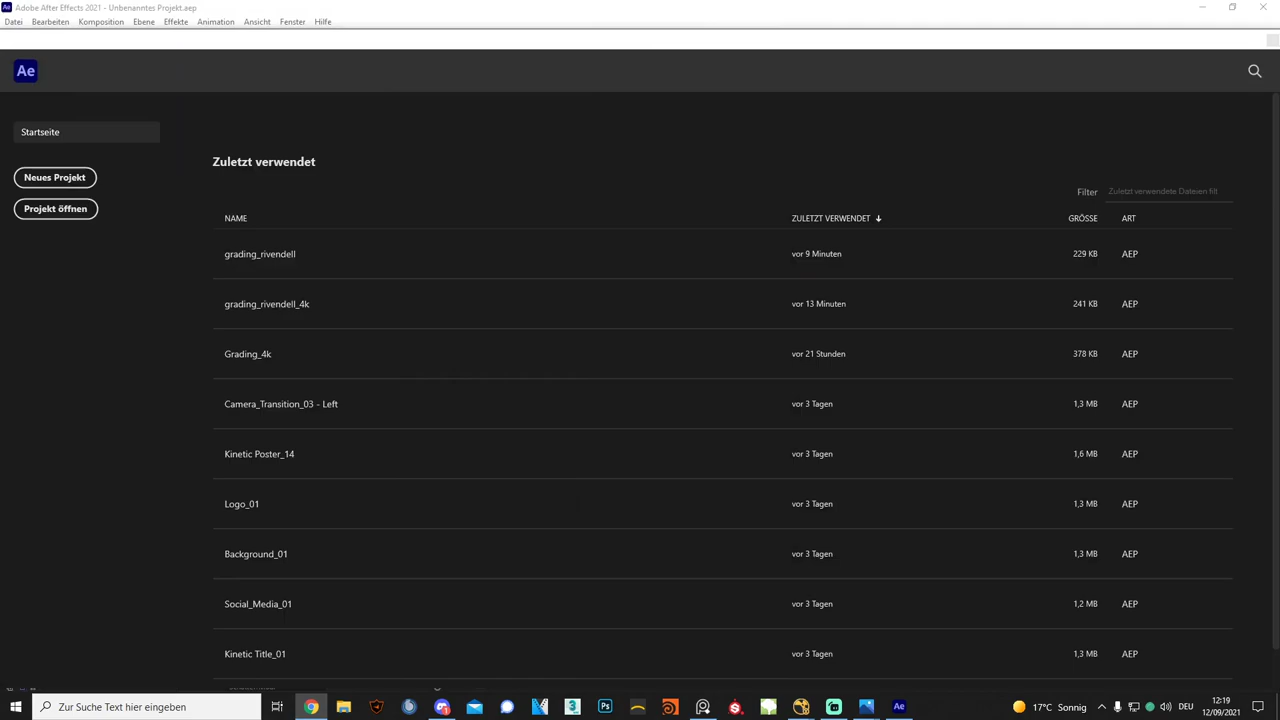 Adobe After Effects 2021 - Unbenanntes Projekt.aep
Datei Bearbeiten Komposition Ebene Effekte Animation Ansicht Fenster Hilfe
Ae
Startseite
Neues Projekt
Projekt öffnen
Zuletzt verwendet
Filter Zuletzt verwendete Dateien filt
NAME ZULETZT VERWENDET GRÖSSE ART
grading_rivendell vor 9 Minuten 229 KB AEP
grading_rivendell_4k vor 13 Minuten 241 KB AEP
Grading_4k vor 21 Stunden 378 KB AEP
Camera_Transition_03 - Left vor 3 Tagen 1,3 MB AEP
Kinetic Poster_14 vor 3 Tagen 1,6 MB AEP
Logo_01 vor 3 Tagen 1,3 MB AEP
Background_01 vor 3 Tagen 1,3 MB AEP
Social_Media_01 vor 3 Tagen 1,2 MB AEP
Kinetic Title_01 vor 3 Tagen 1,3 MB AEP
Zur Suche Text hier eingeben
Ps
Ae
17°C Sonnig
DEU
12:19
12/09/2021